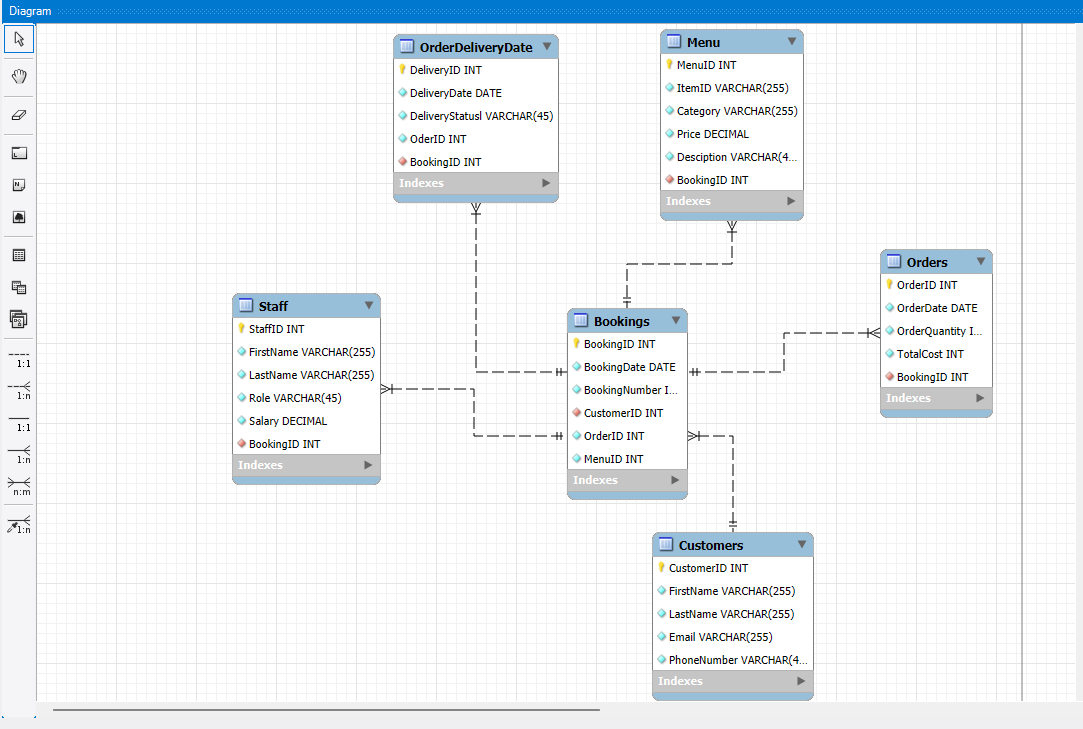 Diagram
OrderDeliveryDate
DeliveryID INT
DeliveryDate DATE
DeliveryStatusl VARCHAR(45)
OderID INT
BookingID INT
Indexes
Menu
MenuID INT
ItemID VARCHAR(255)
Category VARCHAR(255)
Price DECIMAL
Desciption VARCHAR(4...
BookingID INT
Indexes
Orders
OrderID INT
OrderDate DATE
OrderQuantity I...
TotalCost INT
BookingID INT
Indexes
Staff
StaffID INT
FirstName VARCHAR(255)
LastName VARCHAR(255)
Role VARCHAR(45)
Salary DECIMAL
BookingID INT
Indexes
Bookings
BookingID INT
BookingDate DATE
BookingNumber I...
CustomerID INT
OrderID INT
MenuID INT
Indexes
Customers
CustomerID INT
FirstName VARCHAR(255)
LastName VARCHAR(255)
Email VARCHAR(255)
PhoneNumber VARCHAR(4...
Indexes
1:1
1:n
1:1
1:n
n:m
1:n